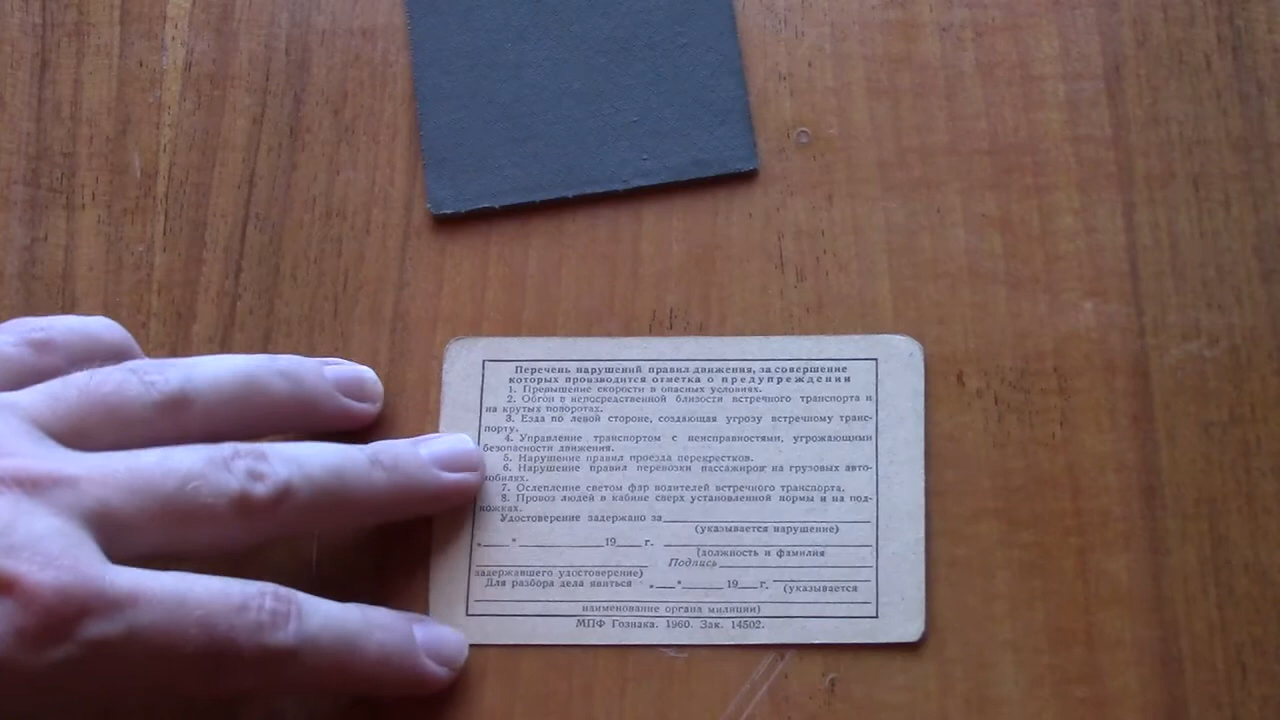 Перечень нарушений правил движения, за совершение
которых производится отметка о предупреждении
1. Превышение скорости в опасных условиях.
2. Обгон в непосредственной близости встречного транспорта и
на крутых поворотах.
3. Езда по левой стороне, создающая угрозу встречному транс-
порту.
4. Управление транспортом с неисправностями, угрожающими
безопасности движения.
5. Нарушение правил проезда перекрестков.
6. Нарушение правил перевозки пассажиров на грузовых авто-
мобилях.
7. Ослепление светом фар водителей встречного транспорта.
8. Провоз людей в кабине сверх установленной нормы и на под-
ножках.
Удостоверение задержано за
(указывается нарушение)
„ “ 19 г.
(должность и фамилия
Подпись
задержавшего удостоверение)
Для разбора дела явиться „ “ 19 г.
(указывается
наименование органа милиции)
МПФ Гознака. 1960. Зак. 14502.